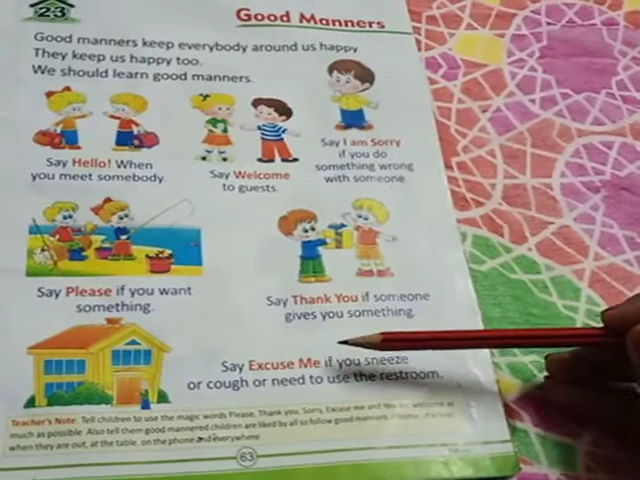 23
Good Manners
Good manners keep everybody around us happy.
They keep us happy too.
We should learn good manners.
Say Hello! When
you meet somebody.
Say Welcome
to guests.
Say I am Sorry
if you do
something wrong
with someone.
Say Please if you want
something.
Say Thank You if someone
gives you something.
Say Excuse Me if you sneeze
or cough or need to use the restroom.
Teacher's Note: Tell children to use the magic words Please, Thank you, Sorry, Excuse me and You are welcome as
much as possible. Also tell them good mannered children are liked by all so follow good manners
when they are out, at the table, on the phone and everywhere.
63